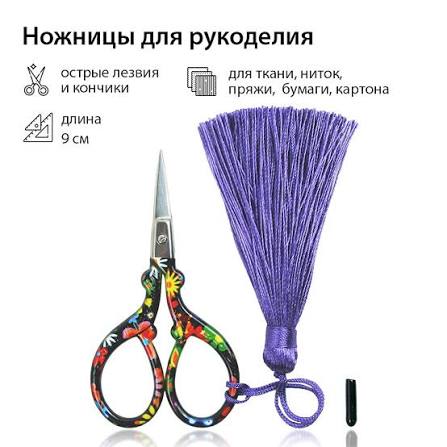 Ножницы для рукоделия
острые лезвия
и кончики
для ткани, ниток,
пряжи, бумаги, картона
длина
9 см